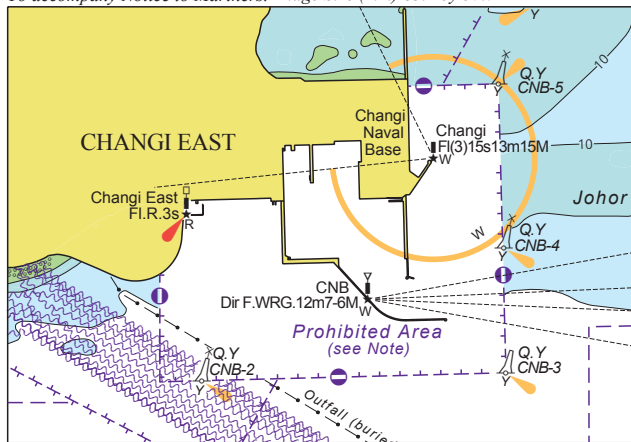 To accompany Notice to Mariners.
Y
Q.Y
CNB-5
Y
10
Changi
Naval
Base
Changi
Fl(3)15s13m15M
W
CHANGI EAST
10
Changi East
Fl.R.3s
R
Johor
W
Q.Y
CNB-4
Y
CNB
Dir F.WRG.12m7-6M
W
Prohibited Area
(see Note)
Q.Y
CNB-2
Y
Q.Y
CNB-3
Y
Outfall (buried)